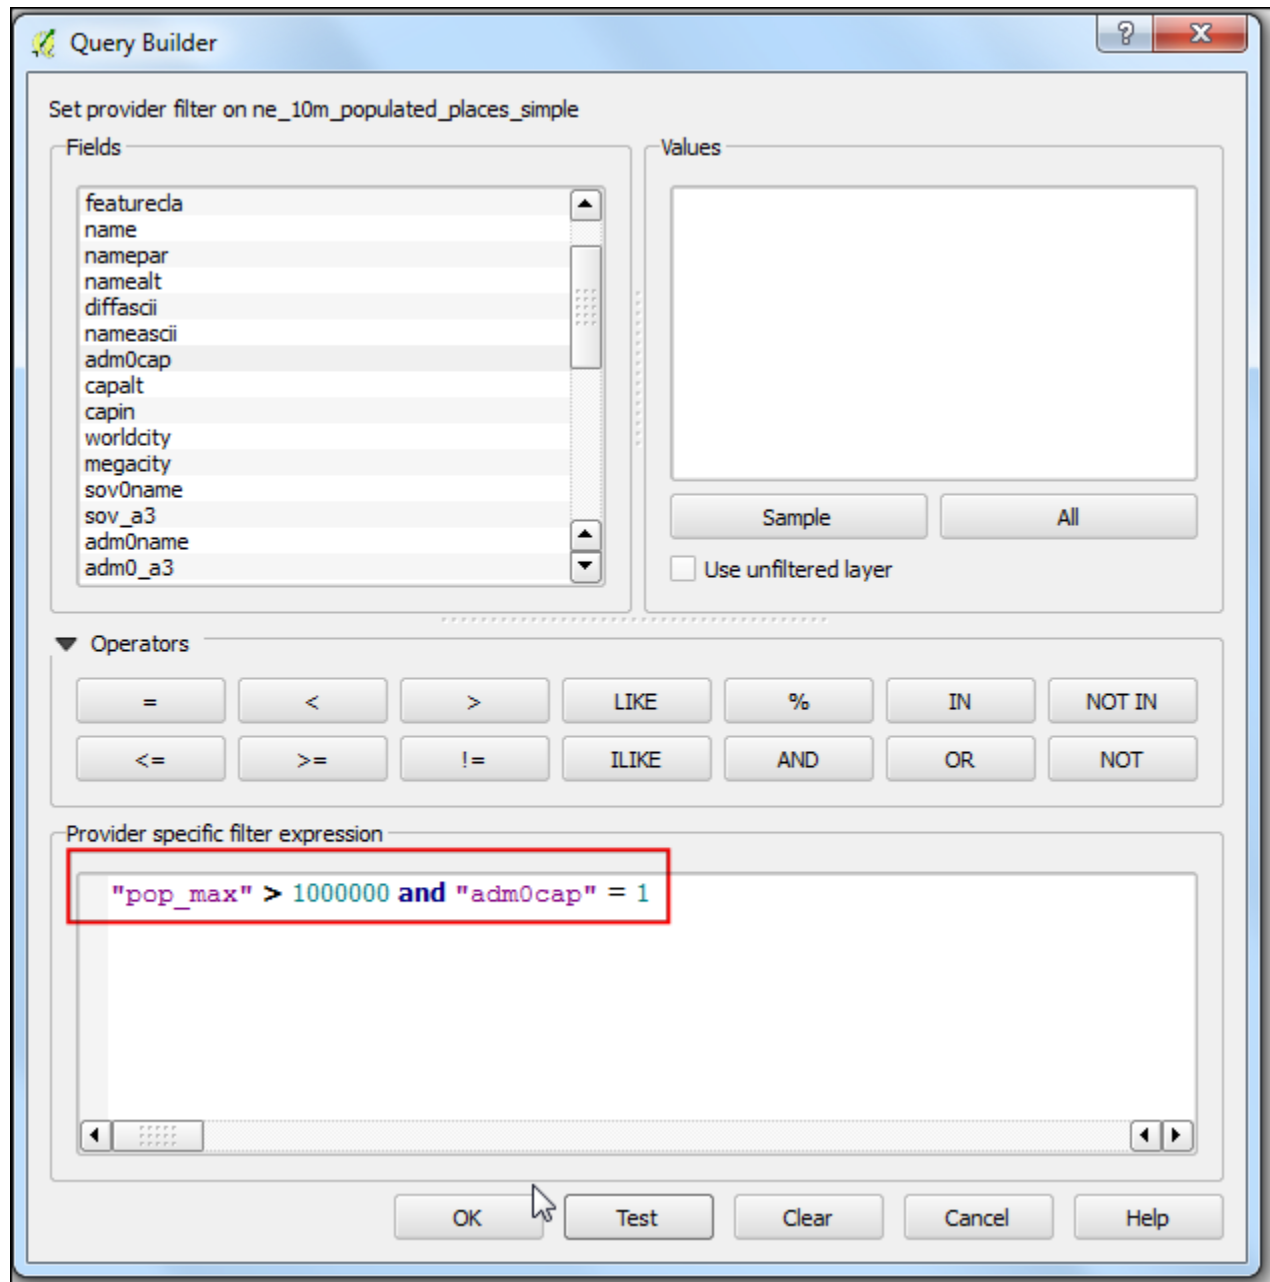 Query Builder
Set provider filter on ne_10m_populated_places_simple
Fields
featurecla
name
namepar
namealt
diffascii
nameascii
adm0cap
capalt
capin
worldcity
megacity
sov0name
sov_a3
adm0name
adm0_a3
Values
Sample All
Use unfiltered layer
Operators
= < > LIKE % IN NOT IN
<= >= != ILIKE AND OR NOT
Provider specific filter expression
"pop_max" > 1000000 and "adm0cap" = 1
OK Test Clear Cancel Help